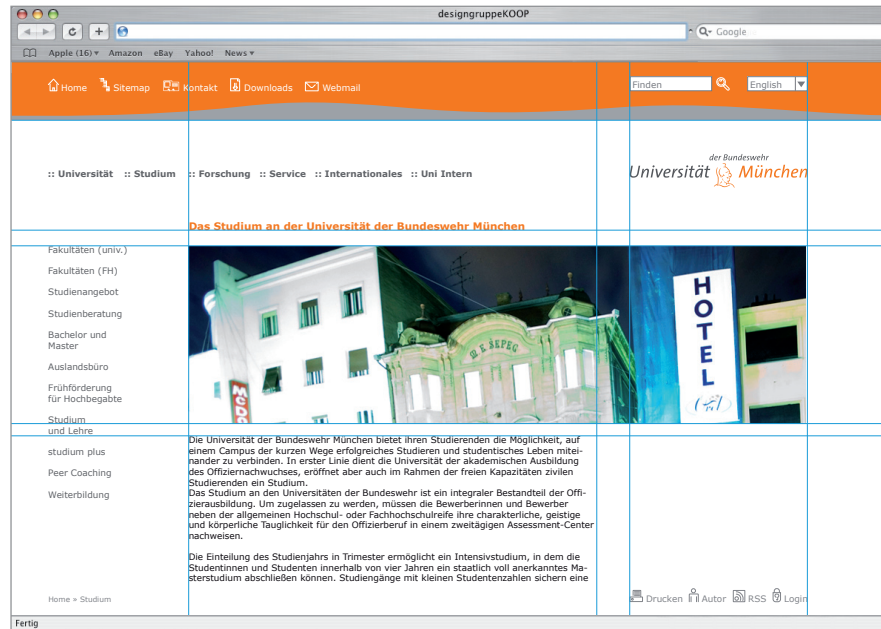 designgruppeKOOP
Google
Apple (16) Amazon eBay Yahoo! News
Home Sitemap Kontakt Downloads Webmail
Finden English
der Bundeswehr
Universität München
:: Universität :: Studium :: Forschung :: Service :: Internationales :: Uni Intern
Das Studium an der Universität der Bundeswehr München
Fakultäten (univ.)
Fakultäten (FH)
Studienangebot
Studienberatung
Bachelor und
Master
Auslandsbüro
Frühförderung
für Hochbegabte
Studium
und Lehre
studium plus
Peer Coaching
Weiterbildung
HOTEL
Die Universität der Bundeswehr München bietet ihren Studierenden die Möglichkeit, auf
einem Campus der kurzen Wege erfolgreiches Studieren und studentisches Leben mitei-
nander zu verbinden. In erster Linie dient die Universität der akademischen Ausbildung
des Offiziernachwuchses, eröffnet aber auch im Rahmen der freien Kapazitäten zivilen
Studierenden ein Studium.
Das Studium an den Universitäten der Bundeswehr ist ein integraler Bestandteil der Offi-
zierausbildung. Um zugelassen zu werden, müssen die Bewerberinnen und Bewerber
neben der allgemeinen Hochschul- oder Fachhochschulreife ihre charakterliche, geistige
und körperliche Tauglichkeit für den Offizierberuf in einem zweitägigen Assessment-Center
nachweisen.
Die Einteilung des Studienjahrs in Trimester ermöglicht ein Intensivstudium, in dem die
Studentinnen und Studenten innerhalb von vier Jahren ein staatlich voll anerkanntes Ma-
sterstudium abschließen können. Studiengänge mit kleinen Studentenzahlen sichern eine
Home » Studium
Drucken Autor RSS Login
Fertig